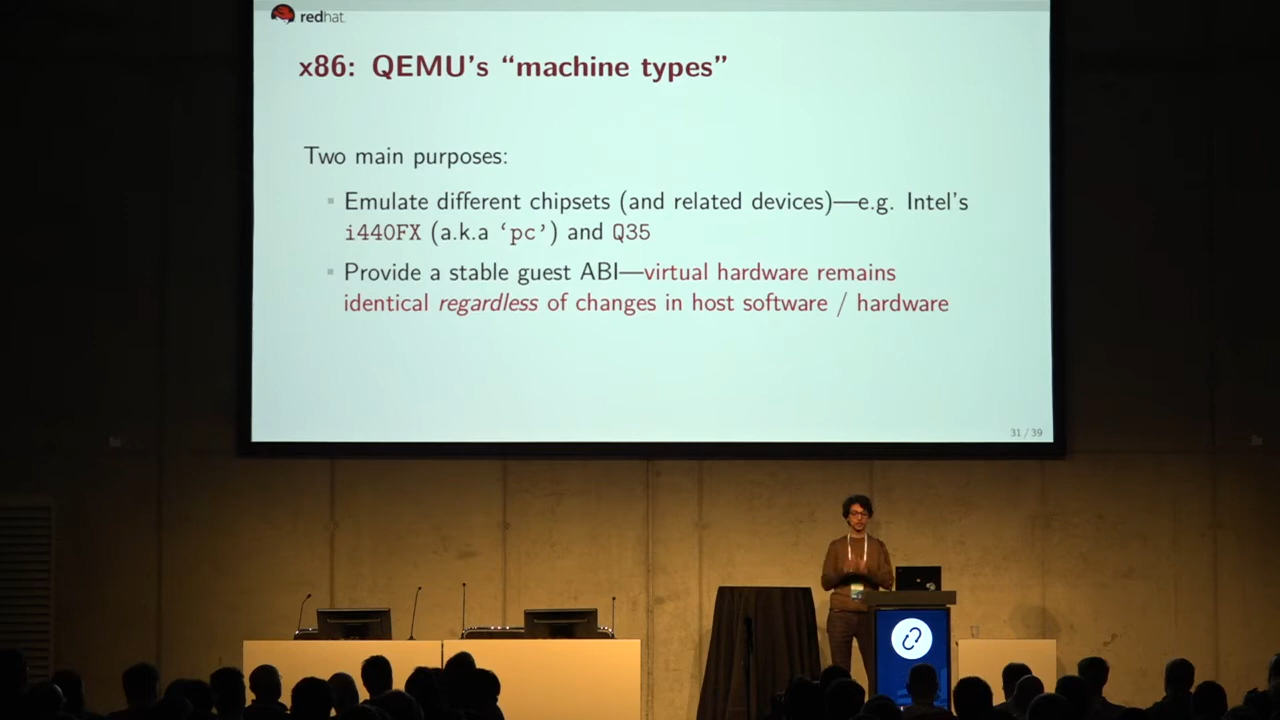 redhat.
x86: QEMU's “machine types”
Two main purposes:
Emulate different chipsets (and related devices)—e.g. Intel's
i440FX (a.k.a ‘pc’) and Q35
Provide a stable guest ABI—virtual hardware remains
identical regardless of changes in host software / hardware
31 / 39